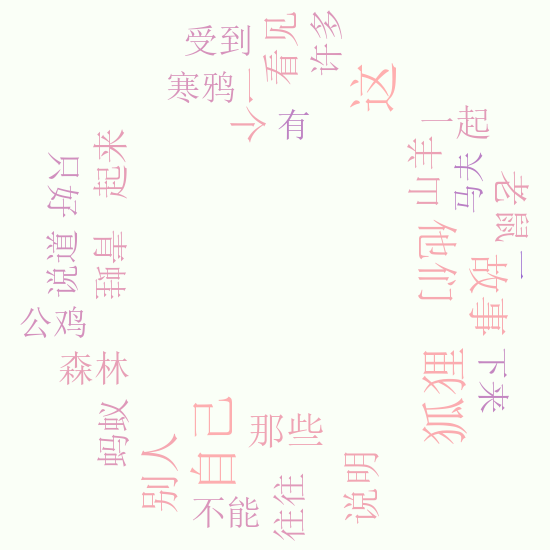 受到
看见
许多
寒鸦
一个
有
这
一起
山羊
马夫
老鼠
他们
故事
一
起来
只好
说道
公鸡
森林
狐狸
下来
蚂蚁
自己
那些
别人
不能
往往
说明